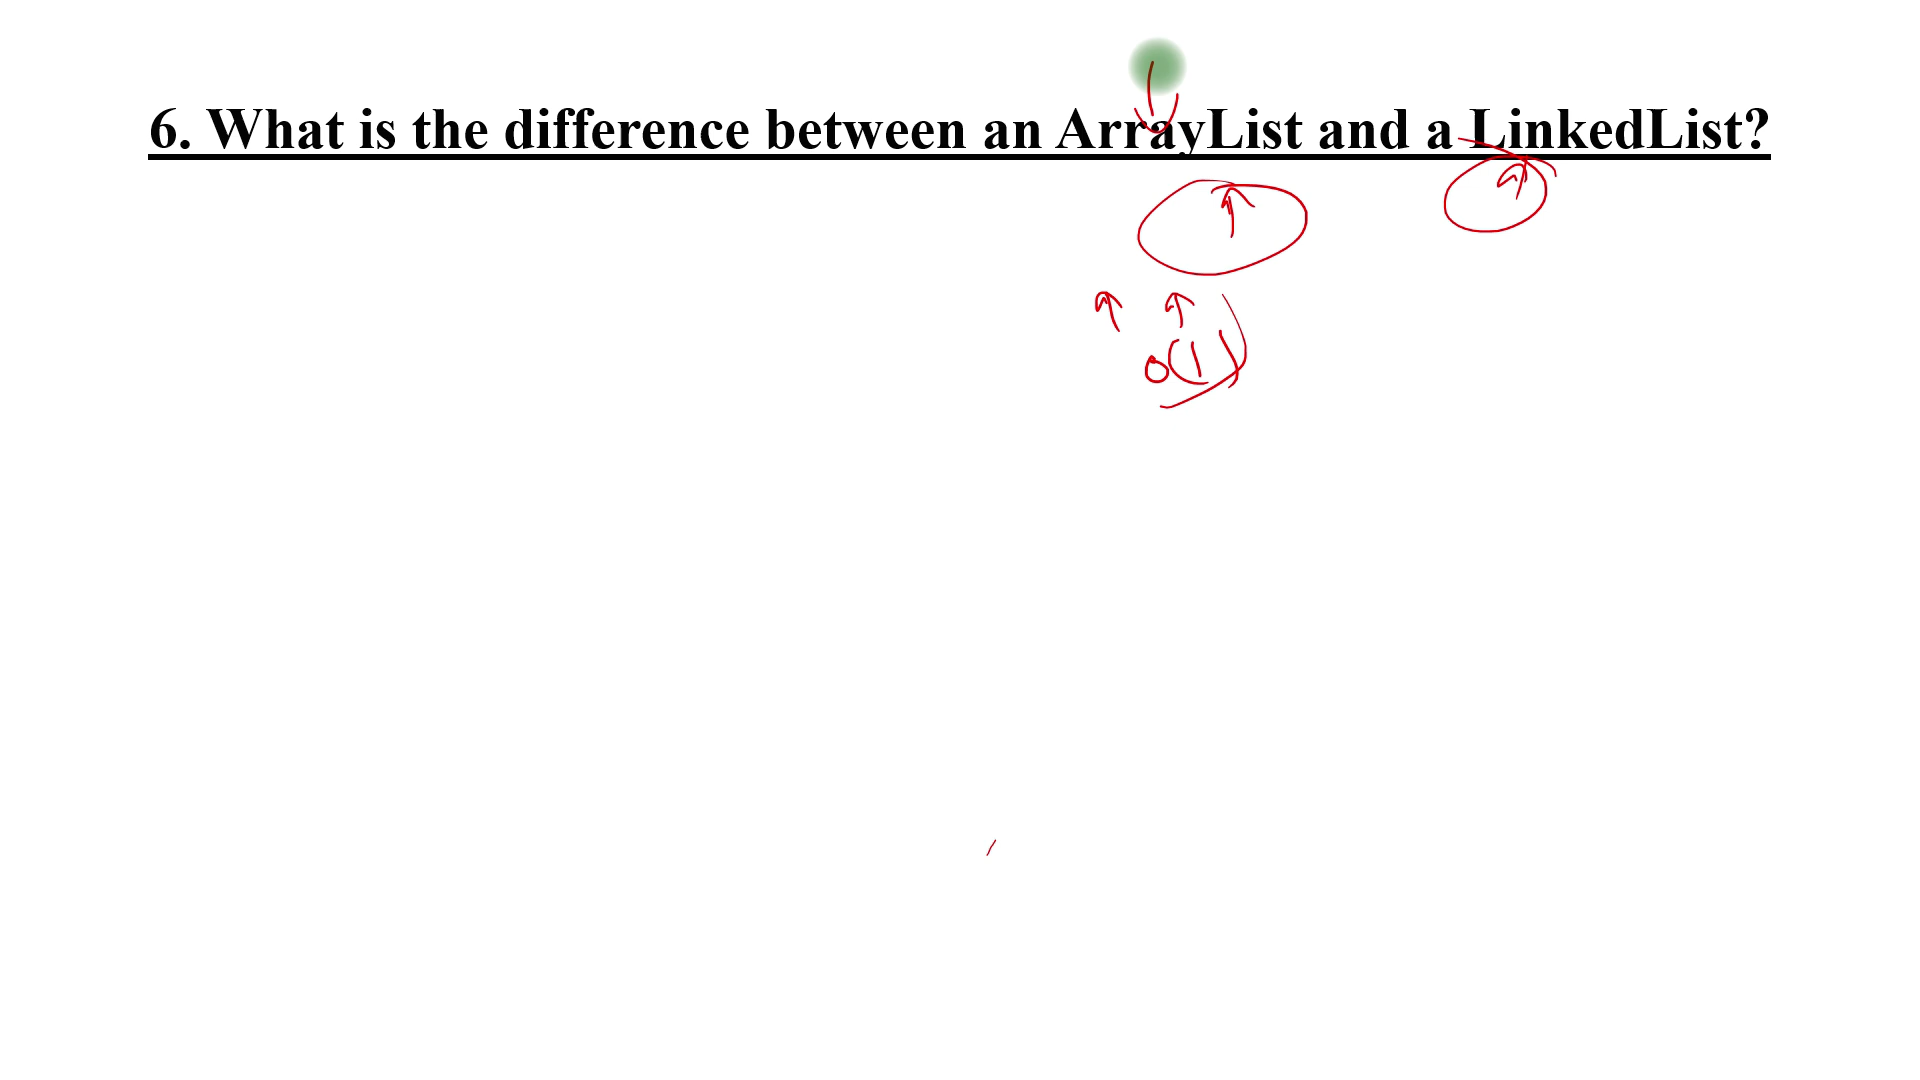 6. What is the difference between an ArrayList and a LinkedList?
O(1)